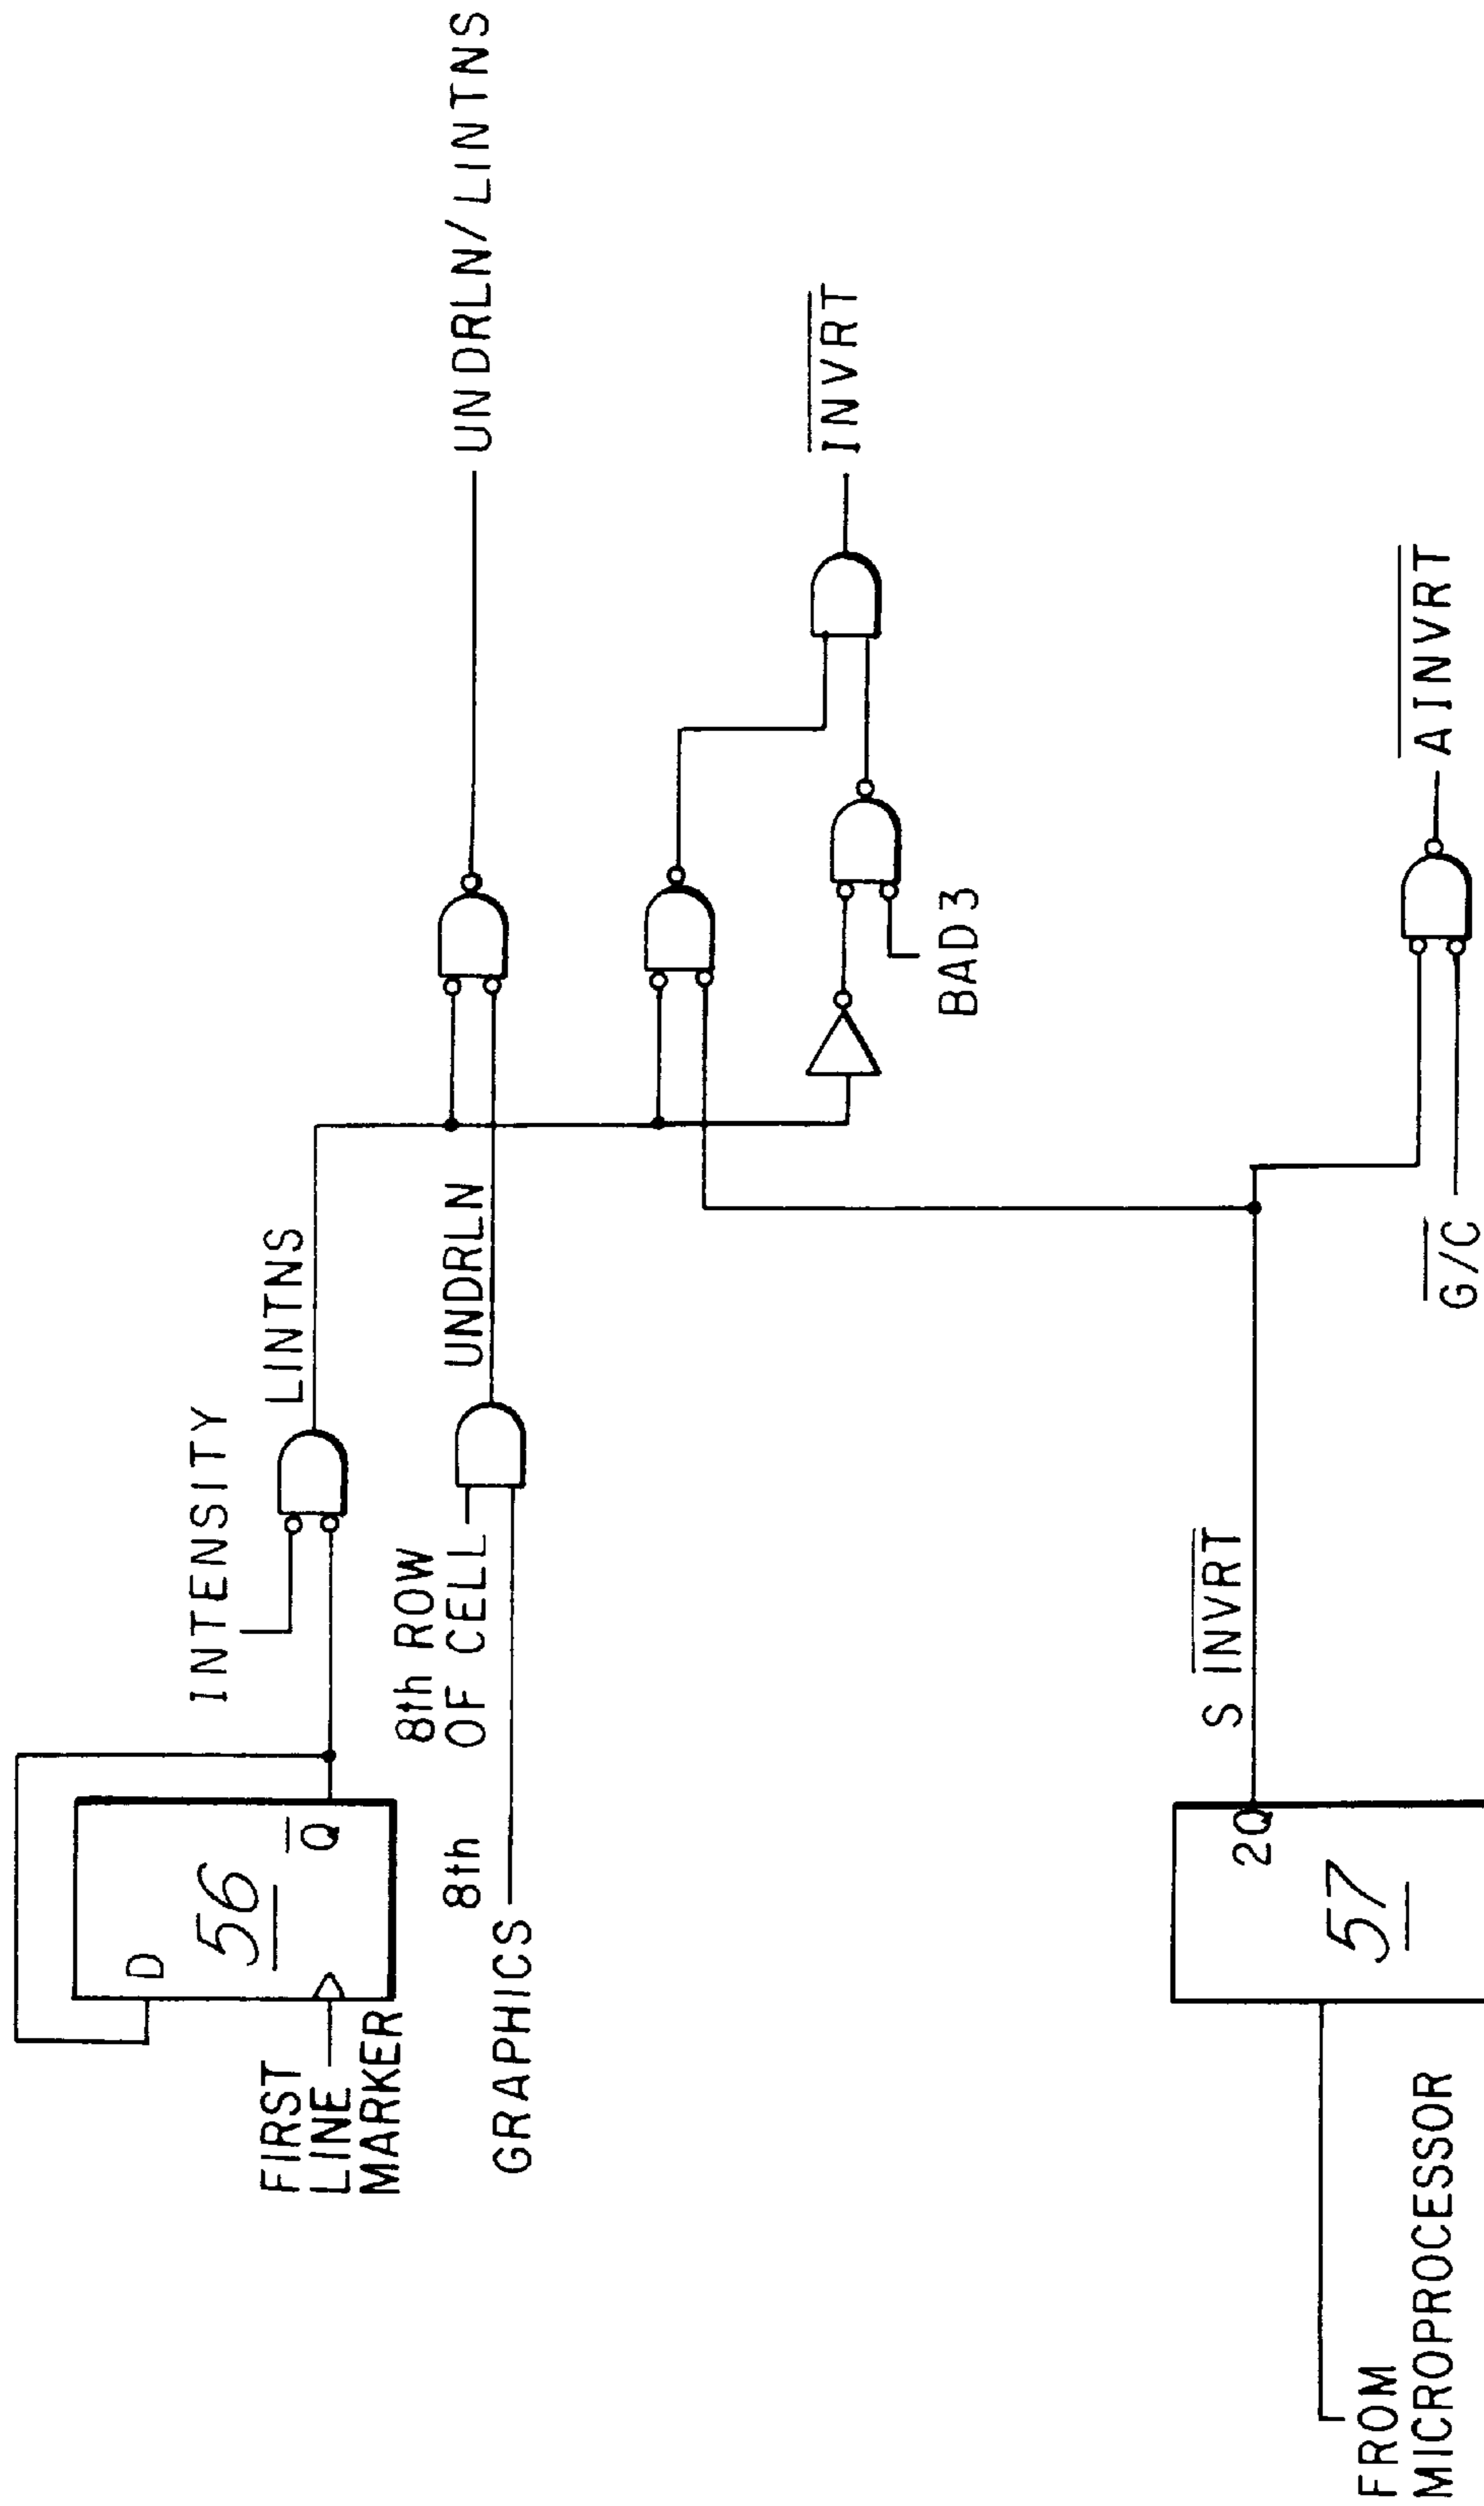 INTENSITY
LINTNS
UNDRLN/LINTNS
D
56
Q
FIRST
LINE
MARKER
8th ROW
OF CELL
8th
UNDRLN
GRAPHICS
INVRT
BAD3
S INVRT
2Q
57
FROM
MICROPROCESSOR
AINVRT
G/C